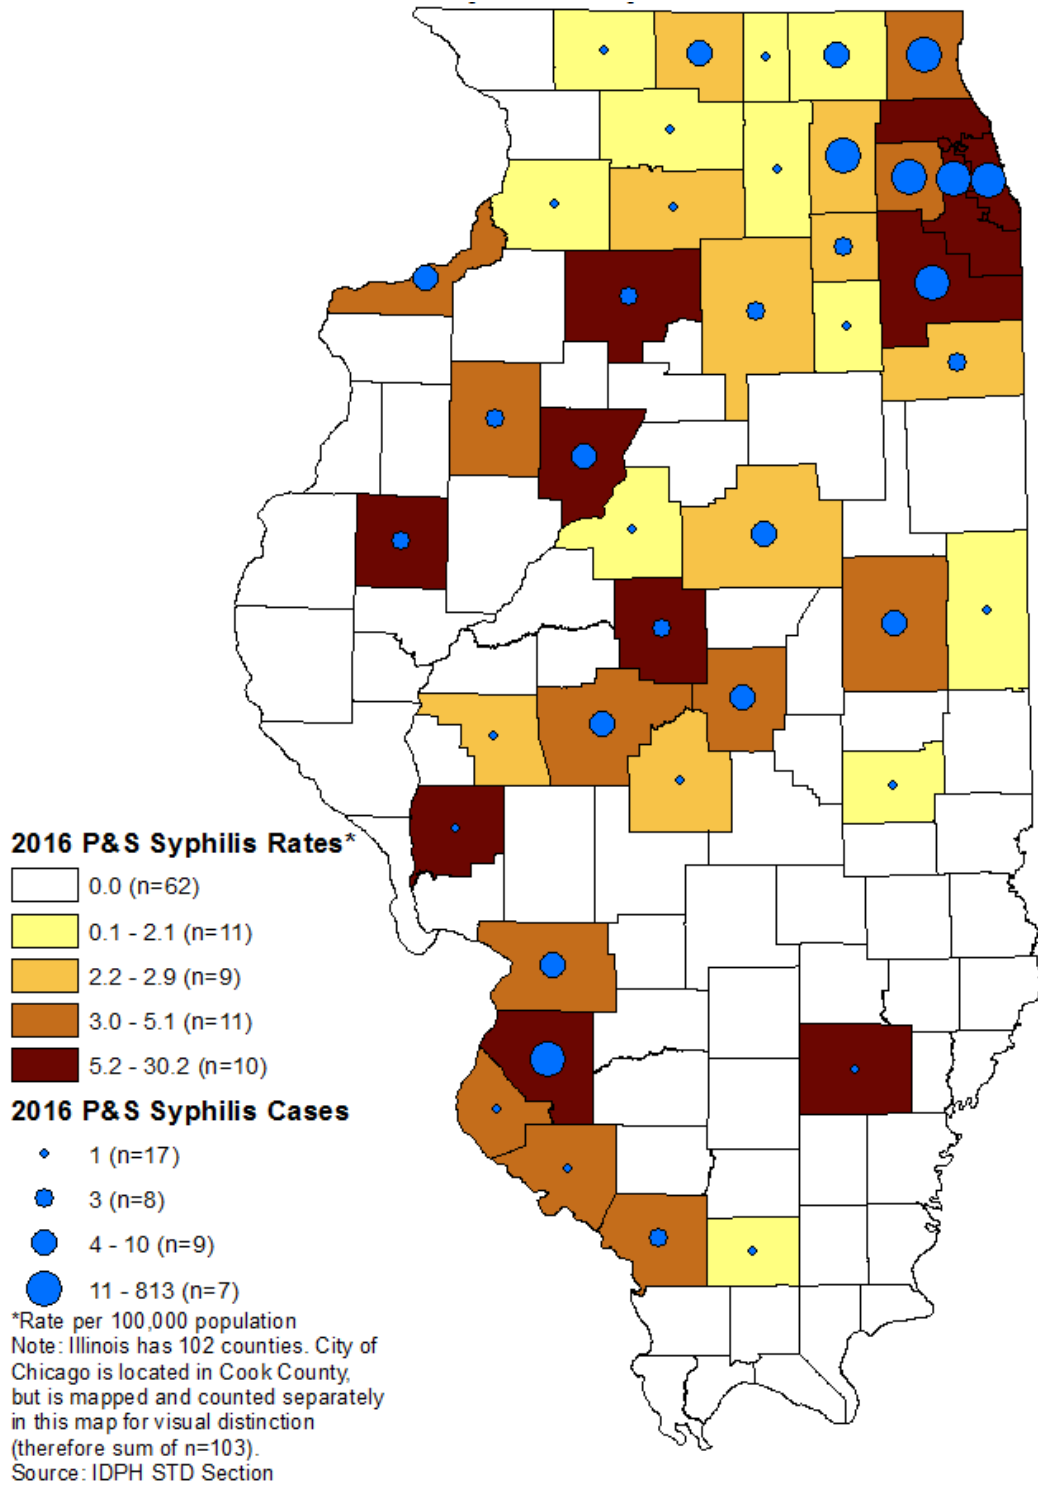 2016 P&S Syphilis Rates*
0.0 (n=62)
0.1 - 2.1 (n=11)
2.2 - 2.9 (n=9)
3.0 - 5.1 (n=11)
5.2 - 30.2 (n=10)
2016 P&S Syphilis Cases
1 (n=17)
3 (n=8)
4 - 10 (n=9)
11 - 813 (n=7)
*Rate per 100,000 population
Note: Illinois has 102 counties. City of
Chicago is located in Cook County,
but is mapped and counted separately
in this map for visual distinction
(therefore sum of n=103).
Source: IDPH STD Section